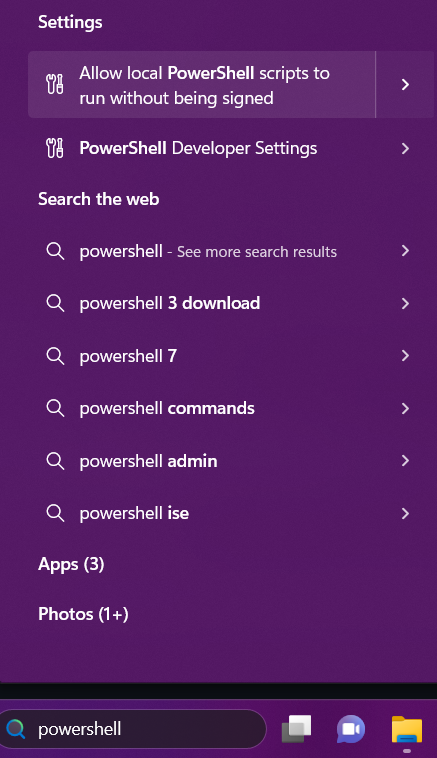 Settings
Allow local PowerShell scripts to
run without being signed
PowerShell Developer Settings
Search the web
powershell - See more search results
powershell 3 download
powershell 7
powershell commands
powershell admin
powershell ise
Apps (3)
Photos (1+)
powershell